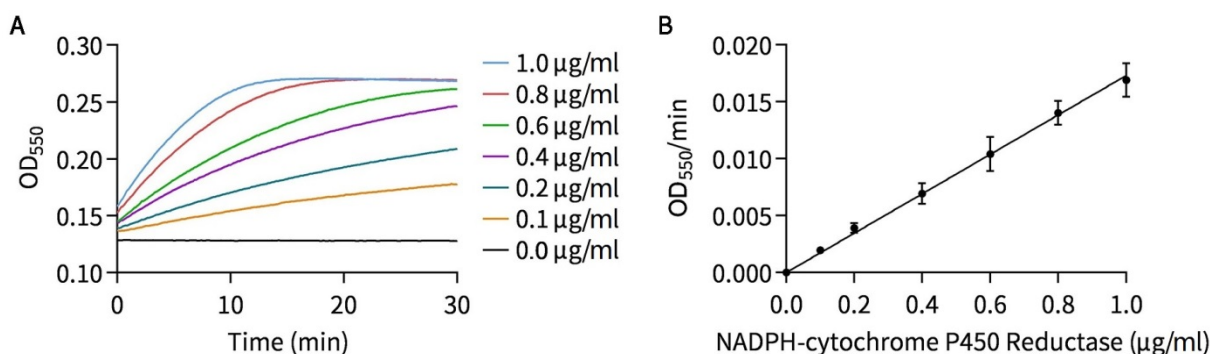 A
0.30
0.25
0.20
0.15
0.10
OD550
0
10
20
30
Time (min)
1.0 μg/ml
0.8 μg/ml
0.6 μg/ml
0.4 μg/ml
0.2 μg/ml
0.1 μg/ml
0.0 μg/ml
B
0.020
0.015
0.010
0.005
0.000
OD550/min
0.0
0.2
0.4
0.6
0.8
1.0
NADPH-cytochrome P450 Reductase (μg/ml)